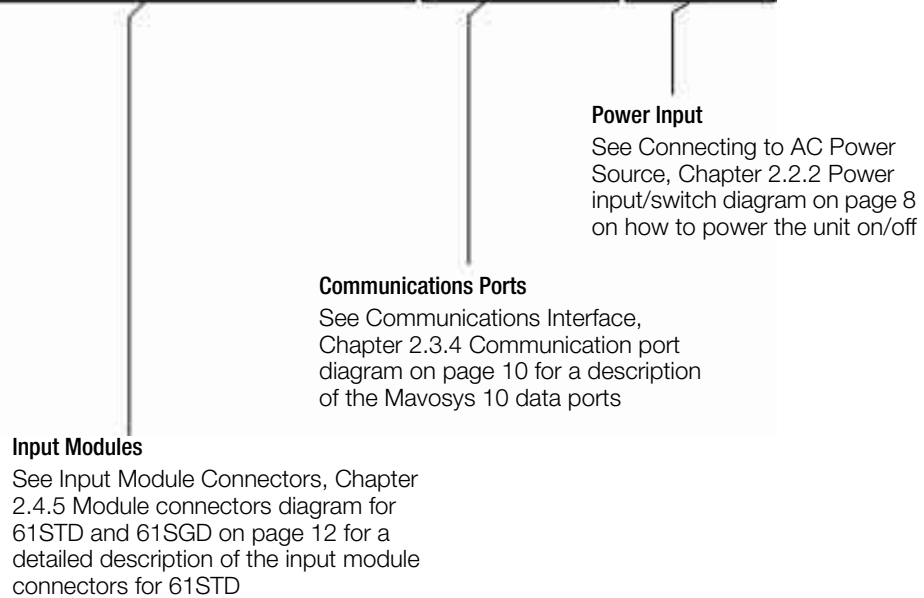 Power Input
See Connecting to AC Power
Source, Chapter 2.2.2 Power
input/switch diagram on page 8
on how to power the unit on/off
Communications Ports
See Communications Interface,
Chapter 2.3.4 Communication port
diagram on page 10 for a description
of the Mavosys 10 data ports
Input Modules
See Input Module Connectors, Chapter
2.4.5 Module connectors diagram for
61STD and 61SGD on page 12 for a
detailed description of the input module
connectors for 61STD